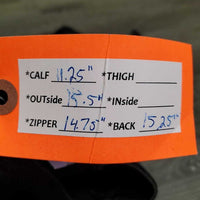 *CALF 11.25" *THIGH
*OUTside 15.5" *INside
*ZIPPER 14.75" *BACK 15.25"